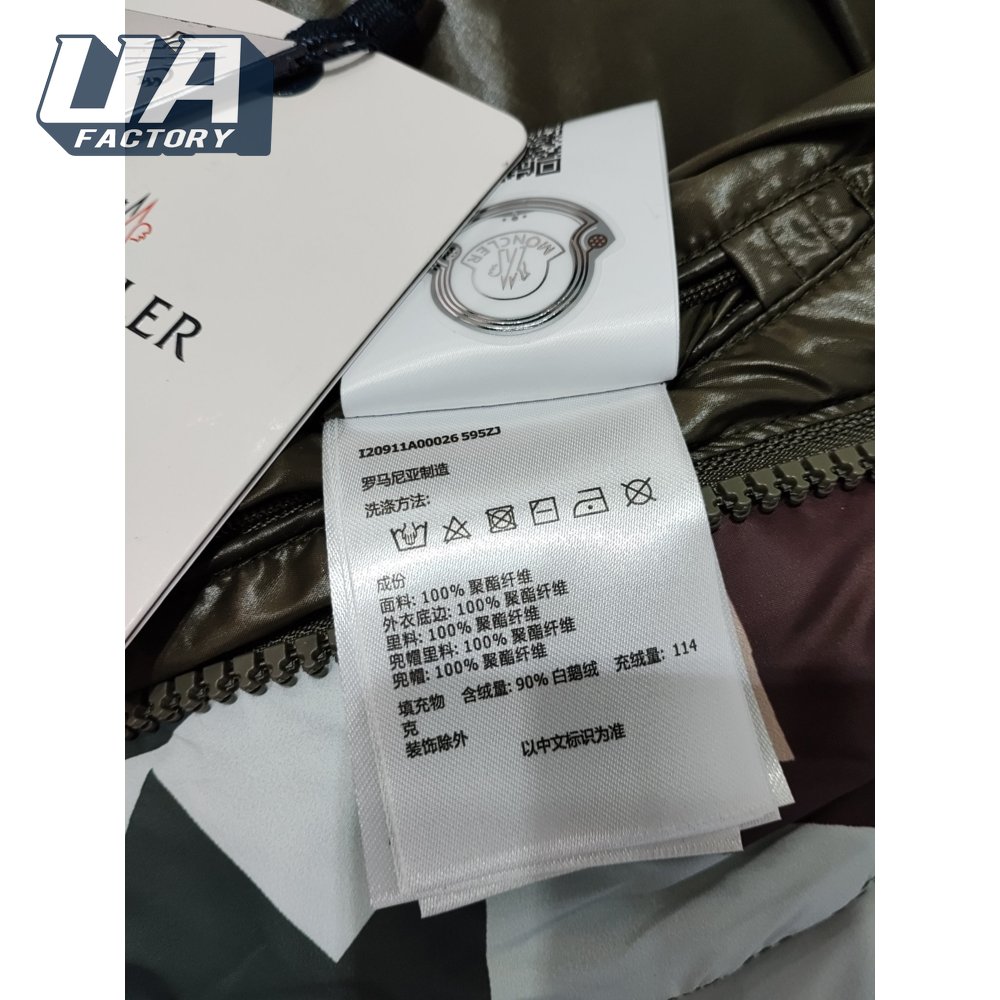 UA
FACTORY
LER
MONCLER
I20911A00026 595ZJ
罗马尼亚制造
洗涤方法:
成份
面料: 100% 聚酯纤维
外衣底边: 100% 聚酯纤维
里料: 100% 聚酯纤维
兜帽里料: 100% 聚酯纤维
兜帽: 100% 聚酯纤维
填充物 含绒量: 90% 白鹅绒 充绒量: 114
克
装饰除外 以中文标识为准